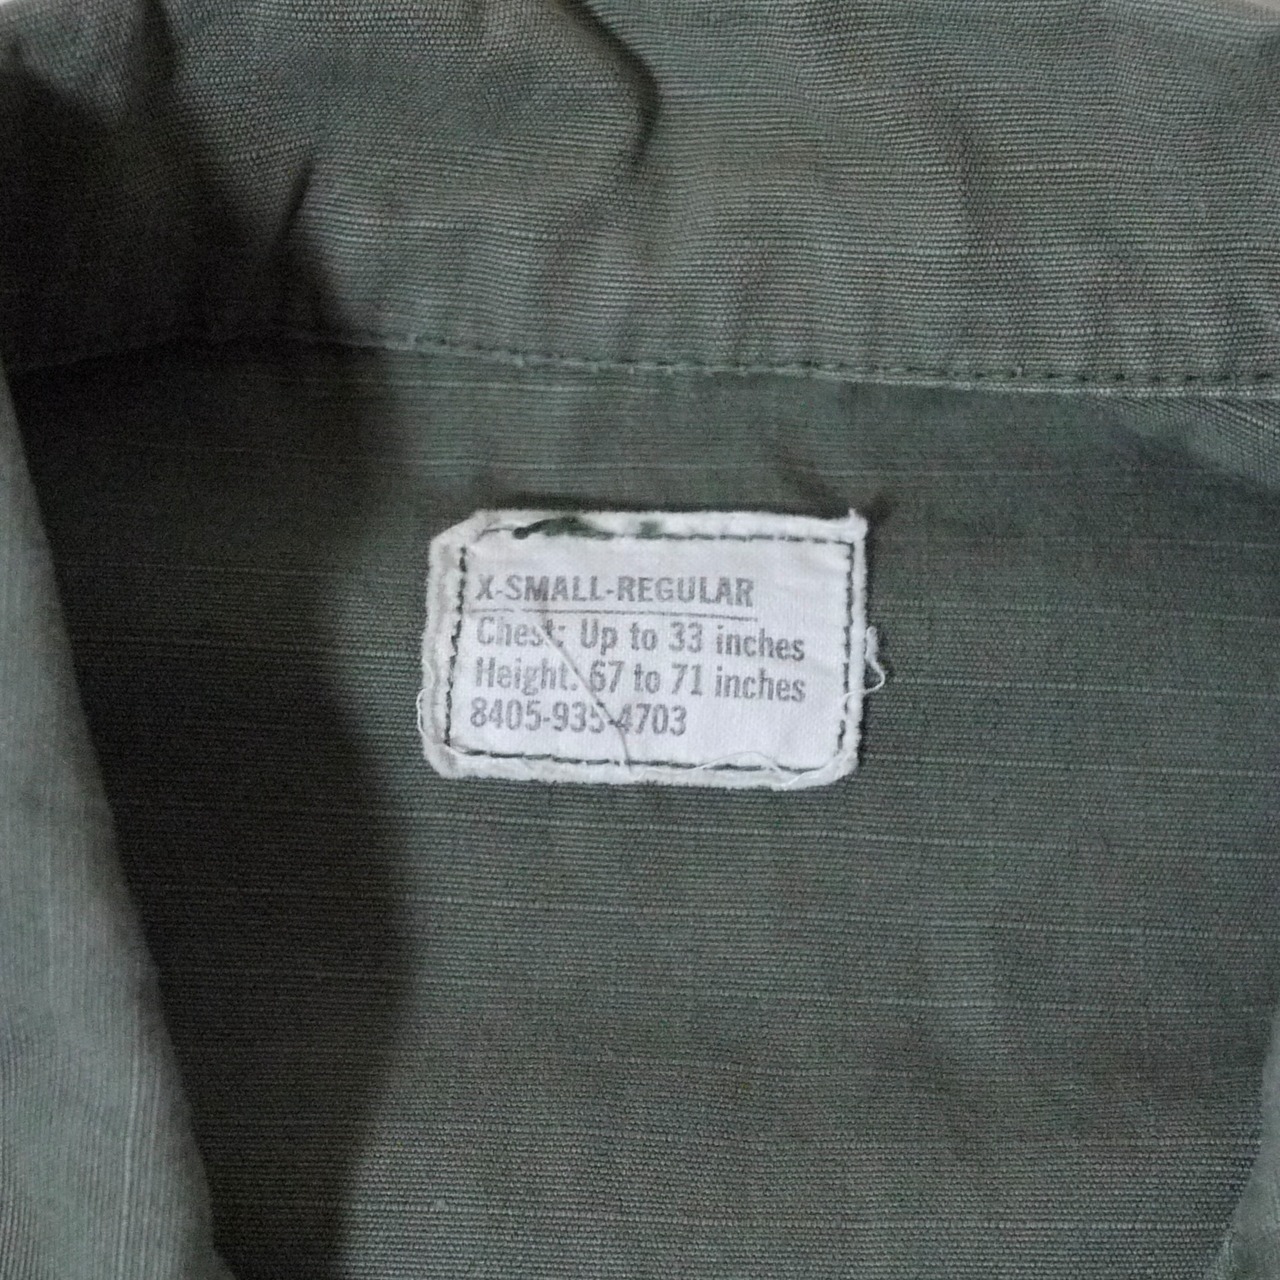 X-SMALL-REGULAR
Chest: Up to 33 inches
Height: 67 to 71 inches
8405-935-4703